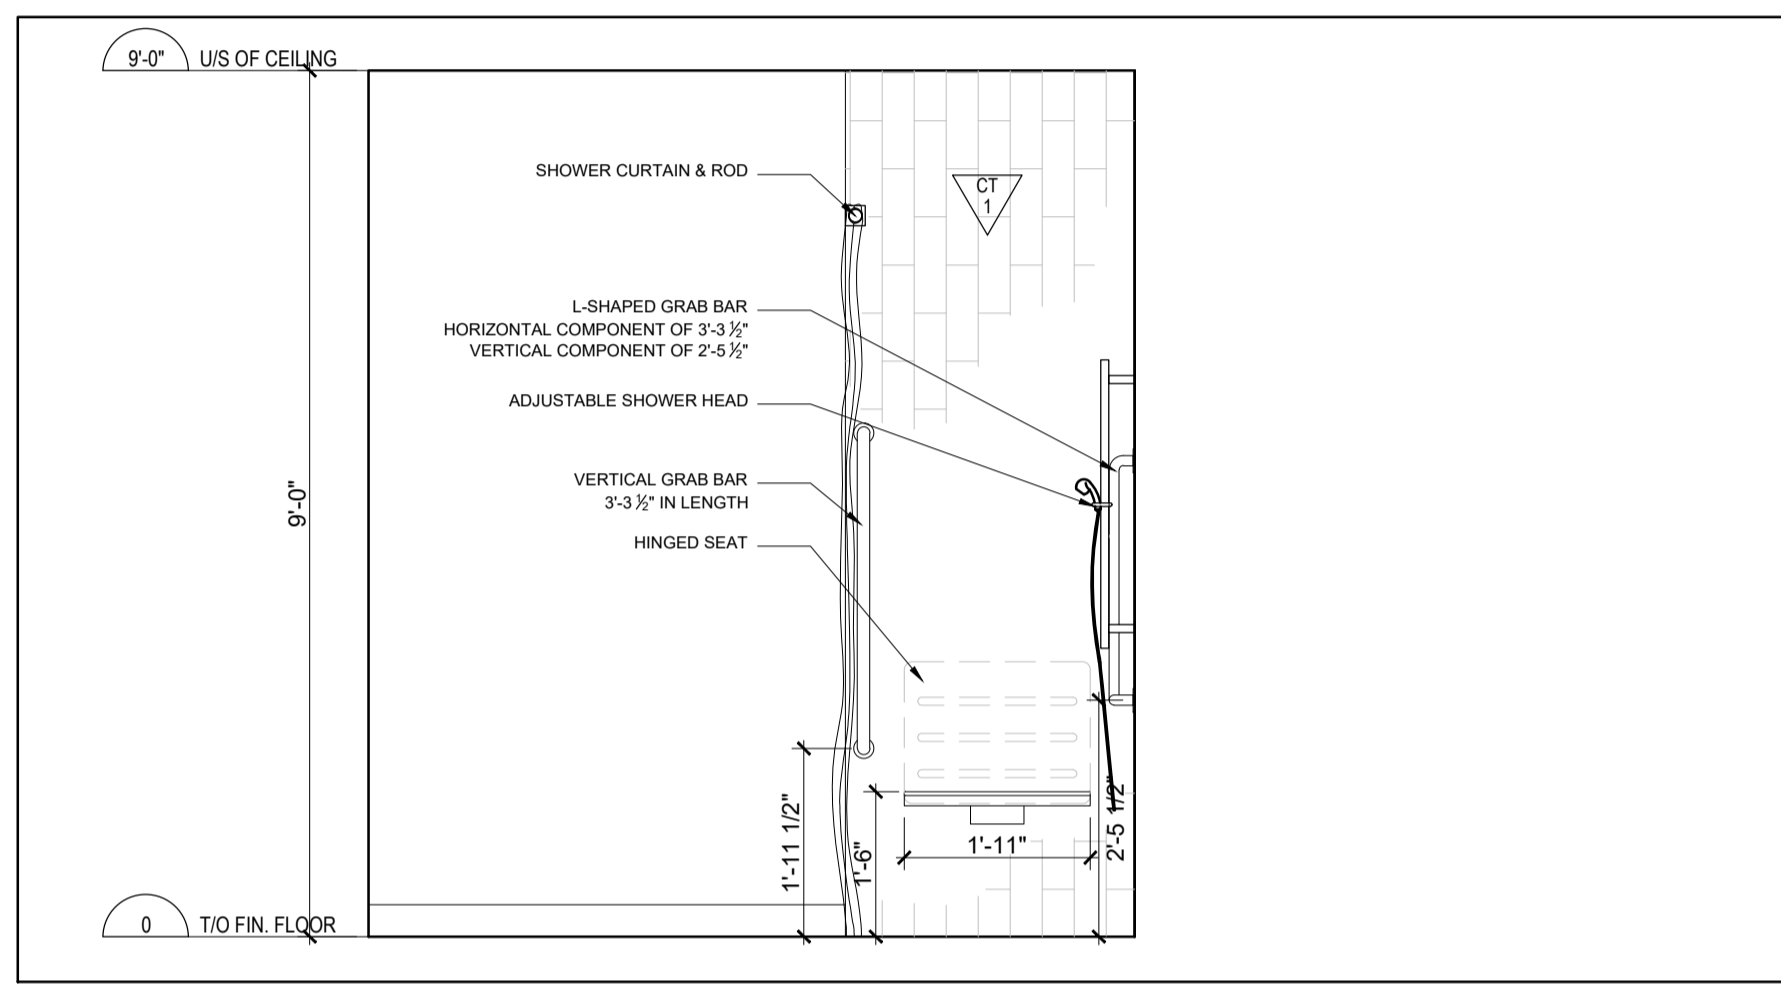 9'-0" U/S OF CEILING
SHOWER CURTAIN & ROD
CT
1
L-SHAPED GRAB BAR
HORIZONTAL COMPONENT OF 3'-3 ½"
VERTICAL COMPONENT OF 2'-5 ½"
ADJUSTABLE SHOWER HEAD
VERTICAL GRAB BAR
3'-3 ½" IN LENGTH
HINGED SEAT
9'-0"
1'-11 1/2"
1'-6"
1'-11"
2'-5 1/2"
0 T/O FIN. FLOOR